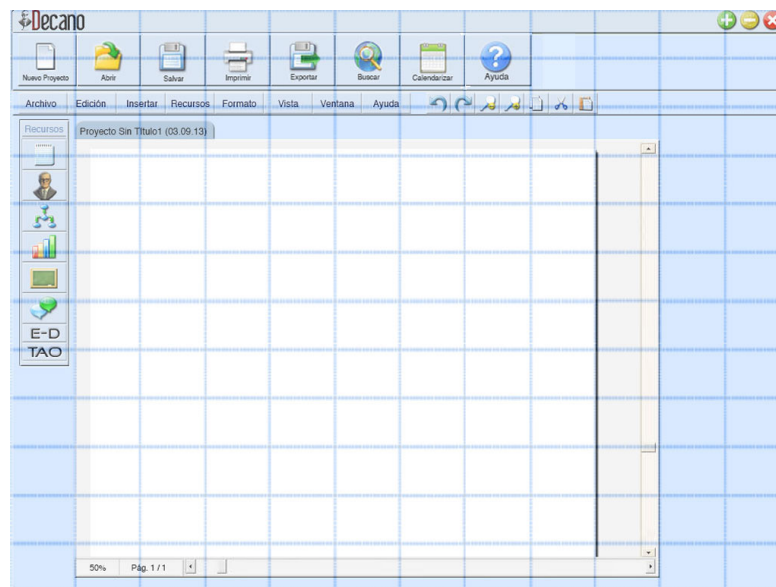 Decano
Nuevo Proyecto Abrir Salvar Imprimir Exportar Buscar Calendarizar Ayuda
Archivo Edición Insertar Recursos Formato Vista Ventana Ayuda
Recursos
Proyecto Sin Título1 (03.09.13)
E-D
TAO
50% Pág. 1 / 1